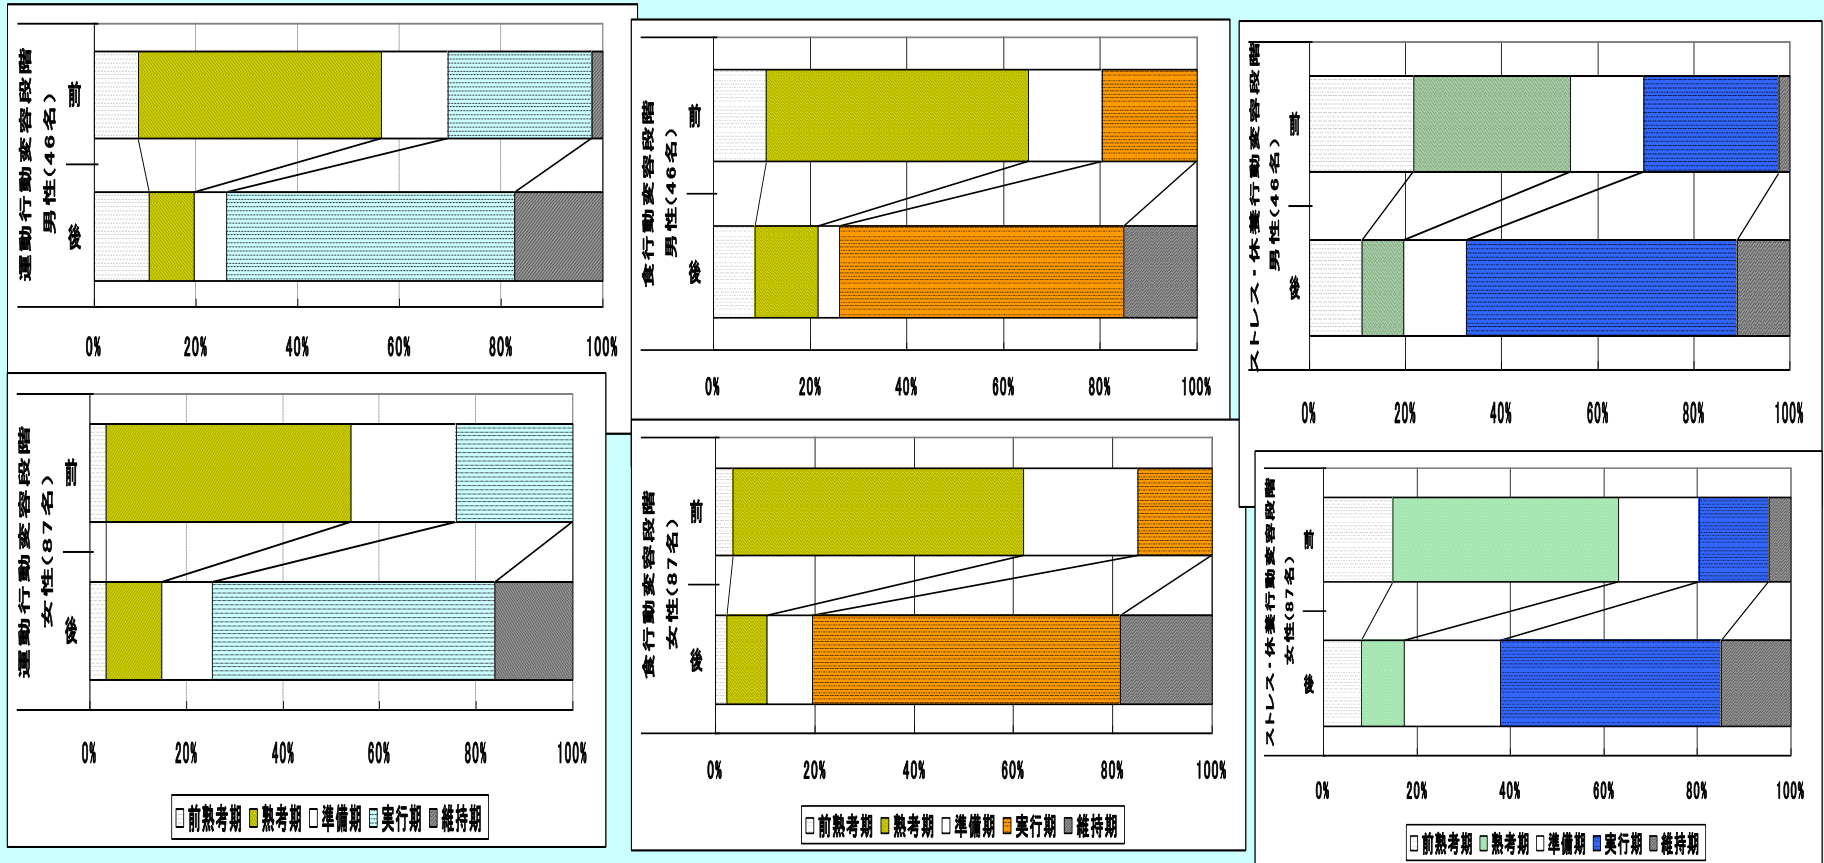 運動行動変容段階
男性(46名)
前
後
0% 20% 40% 60% 80% 100%
食行動変容段階
男性(46名)
前
後
0% 20% 40% 60% 80% 100%
ストレス・休養行動変容段階
男性(46名)
前
後
0% 20% 40% 60% 80% 100%
運動行動変容段階
女性(87名)
前
後
0% 20% 40% 60% 80% 100%
前熟考期 熟考期 準備期 実行期 維持期
食行動変容段階
女性(87名)
前
後
0% 20% 40% 60% 80% 100%
前熟考期 熟考期 準備期 実行期 維持期
ストレス・休養行動変容段階
女性(87名)
前
後
0% 20% 40% 60% 80% 100%
前熟考期 熟考期 準備期 実行期 維持期